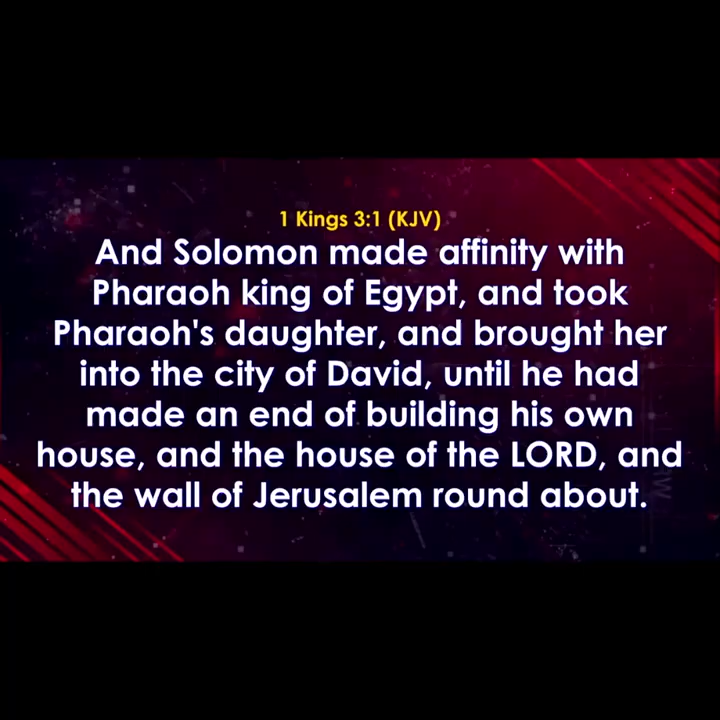 1 Kings 3:1 (KJV)
And Solomon made affinity with
Pharaoh king of Egypt, and took
Pharaoh's daughter, and brought her
into the city of David, until he had
made an end of building his own
house, and the house of the LORD, and
the wall of Jerusalem round about.